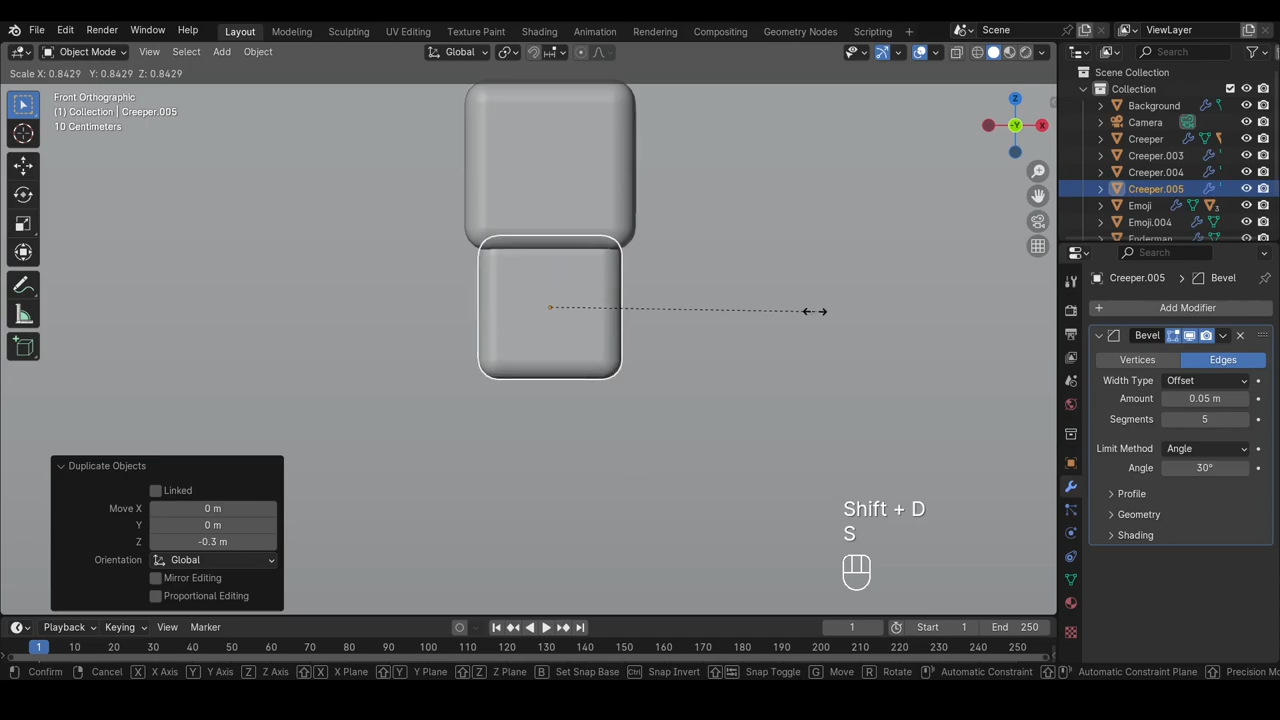 File Edit Render Window Help Layout Modeling Sculpting UV Editing Texture Paint Shading Animation Rendering Compositing Geometry Nodes Scripting + Scene ViewLayer
Object Mode View Select Add Object Global Search
Scale X: 0.8429 Y: 0.8429 Z: 0.8429
Front Orthographic
(1) Collection | Creeper.005
10 Centimeters
Z
-Y
X
Scene Collection
Collection
Background
Camera
Creeper
Creeper.003
Creeper.004
Creeper.005
Emoji
3
Emoji.004
Enderman
Search
Creeper.005 > Bevel
+ Add Modifier
Bevel
Vertices Edges
Width Type Offset
Amount 0.05 m
Segments 5
Limit Method Angle
Angle 30°
Profile
Geometry
Shading
Duplicate Objects
Linked
Move X 0 m
Y 0 m
Z -0.3 m
Orientation Global
Mirror Editing
Proportional Editing
Shift + D
S
Playback Keying View Marker 1 Start 1 End 250
1 10 20 30 40 50 60 70 80 90 100 110 120 130 140 150 160 170 180 190 200 210 220 230 240 250
Confirm Cancel X X Axis Y Y Axis Z Z Axis X X Plane Y Y Plane Z Z Plane B Set Snap Base Ctrl Snap Invert Snap Toggle G Move R Rotate Automatic Constraint Automatic Constraint Plane Precision Mo